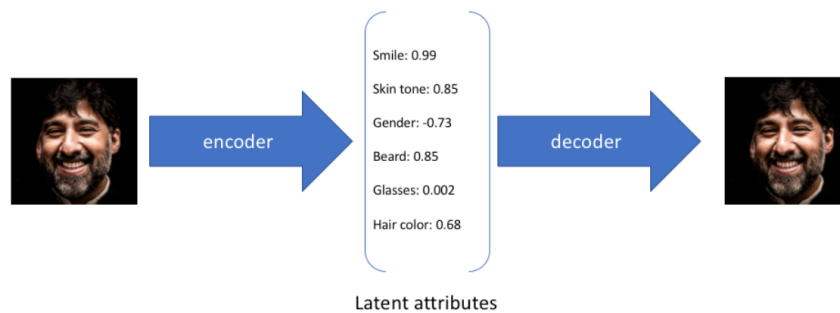 Smile: 0.99
Skin tone: 0.85
Gender: -0.73
Beard: 0.85
Glasses: 0.002
Hair color: 0.68
encoder
decoder
Latent attributes